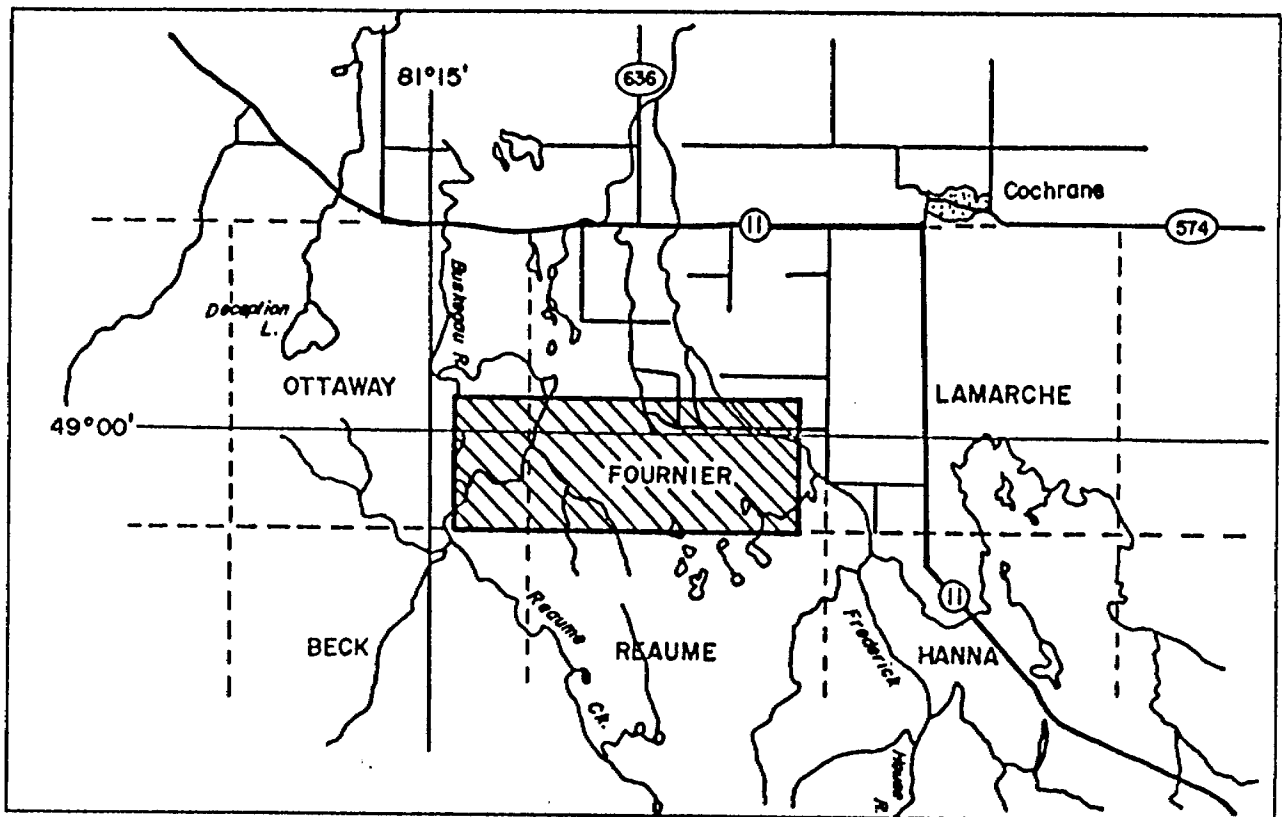 81°15'
636
Cochrane
11
574
Deception
L.
Buskegau R.
OTTAWAY
LAMARCHE
49°00'
FOURNIER
11
BECK
Reaume
Ck.
REAUME
Frederick
House
R.
HANNA